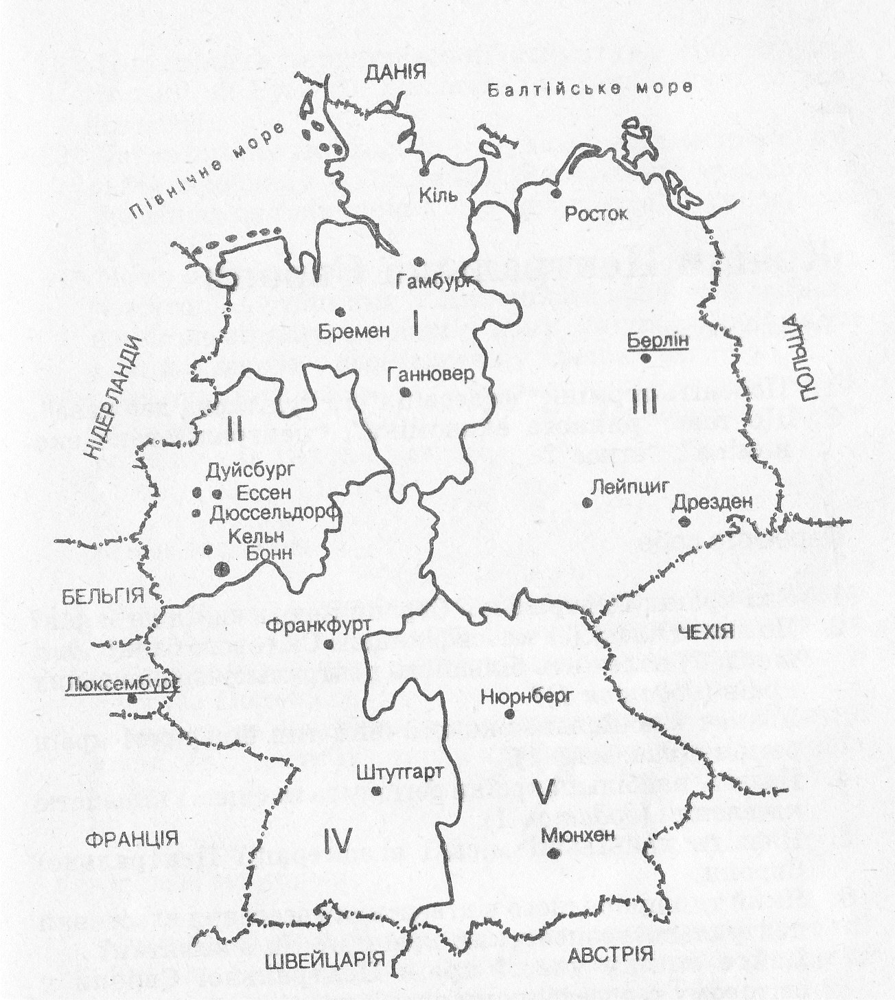 ДАНІЯ
Балтійське море
Північне море
Кіль
Росток
Гамбург
Бремен
I
Берлін
ПОЛЬЩА
НІДЕРЛАНДИ
Ганновер
III
II
Дуйсбург
Ессен
Дюссельдорф
Кельн
Бонн
Лейпциг
Дрезден
БЕЛЬГІЯ
Франкфурт
ЧЕХІЯ
Люксембург
Нюрнберг
Штутгарт
V
ФРАНЦІЯ
IV
Мюнхен
ШВЕЙЦАРІЯ
АВСТРІЯ